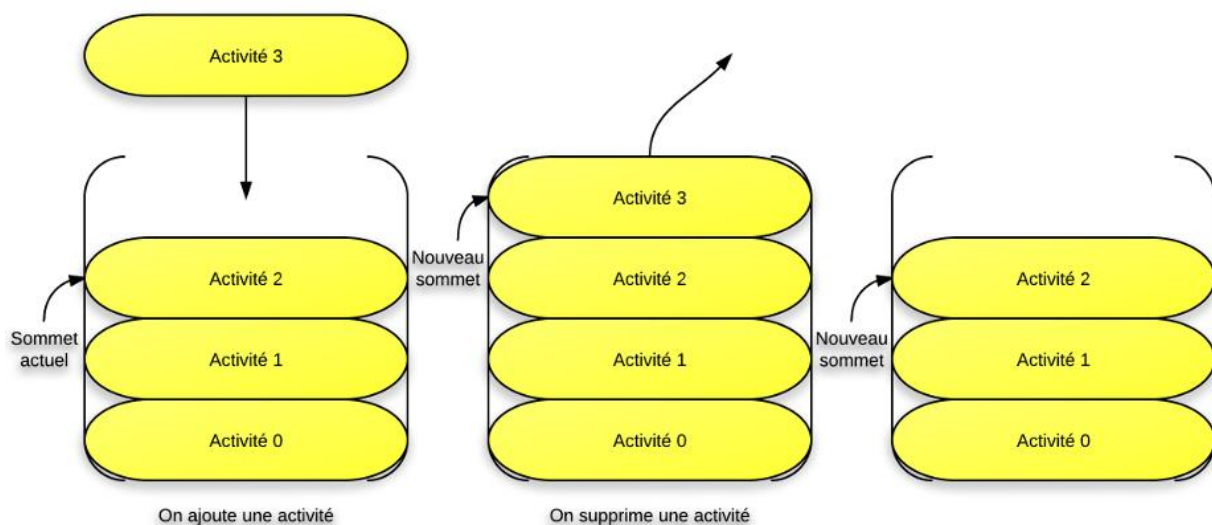 Activité 3
Activité 2
Sommet
actuel
Activité 1
Activité 0
On ajoute une activité
Activité 3
Nouveau
sommet
Activité 2
Activité 1
Activité 0
On supprime une activité
Activité 2
Nouveau
sommet
Activité 1
Activité 0